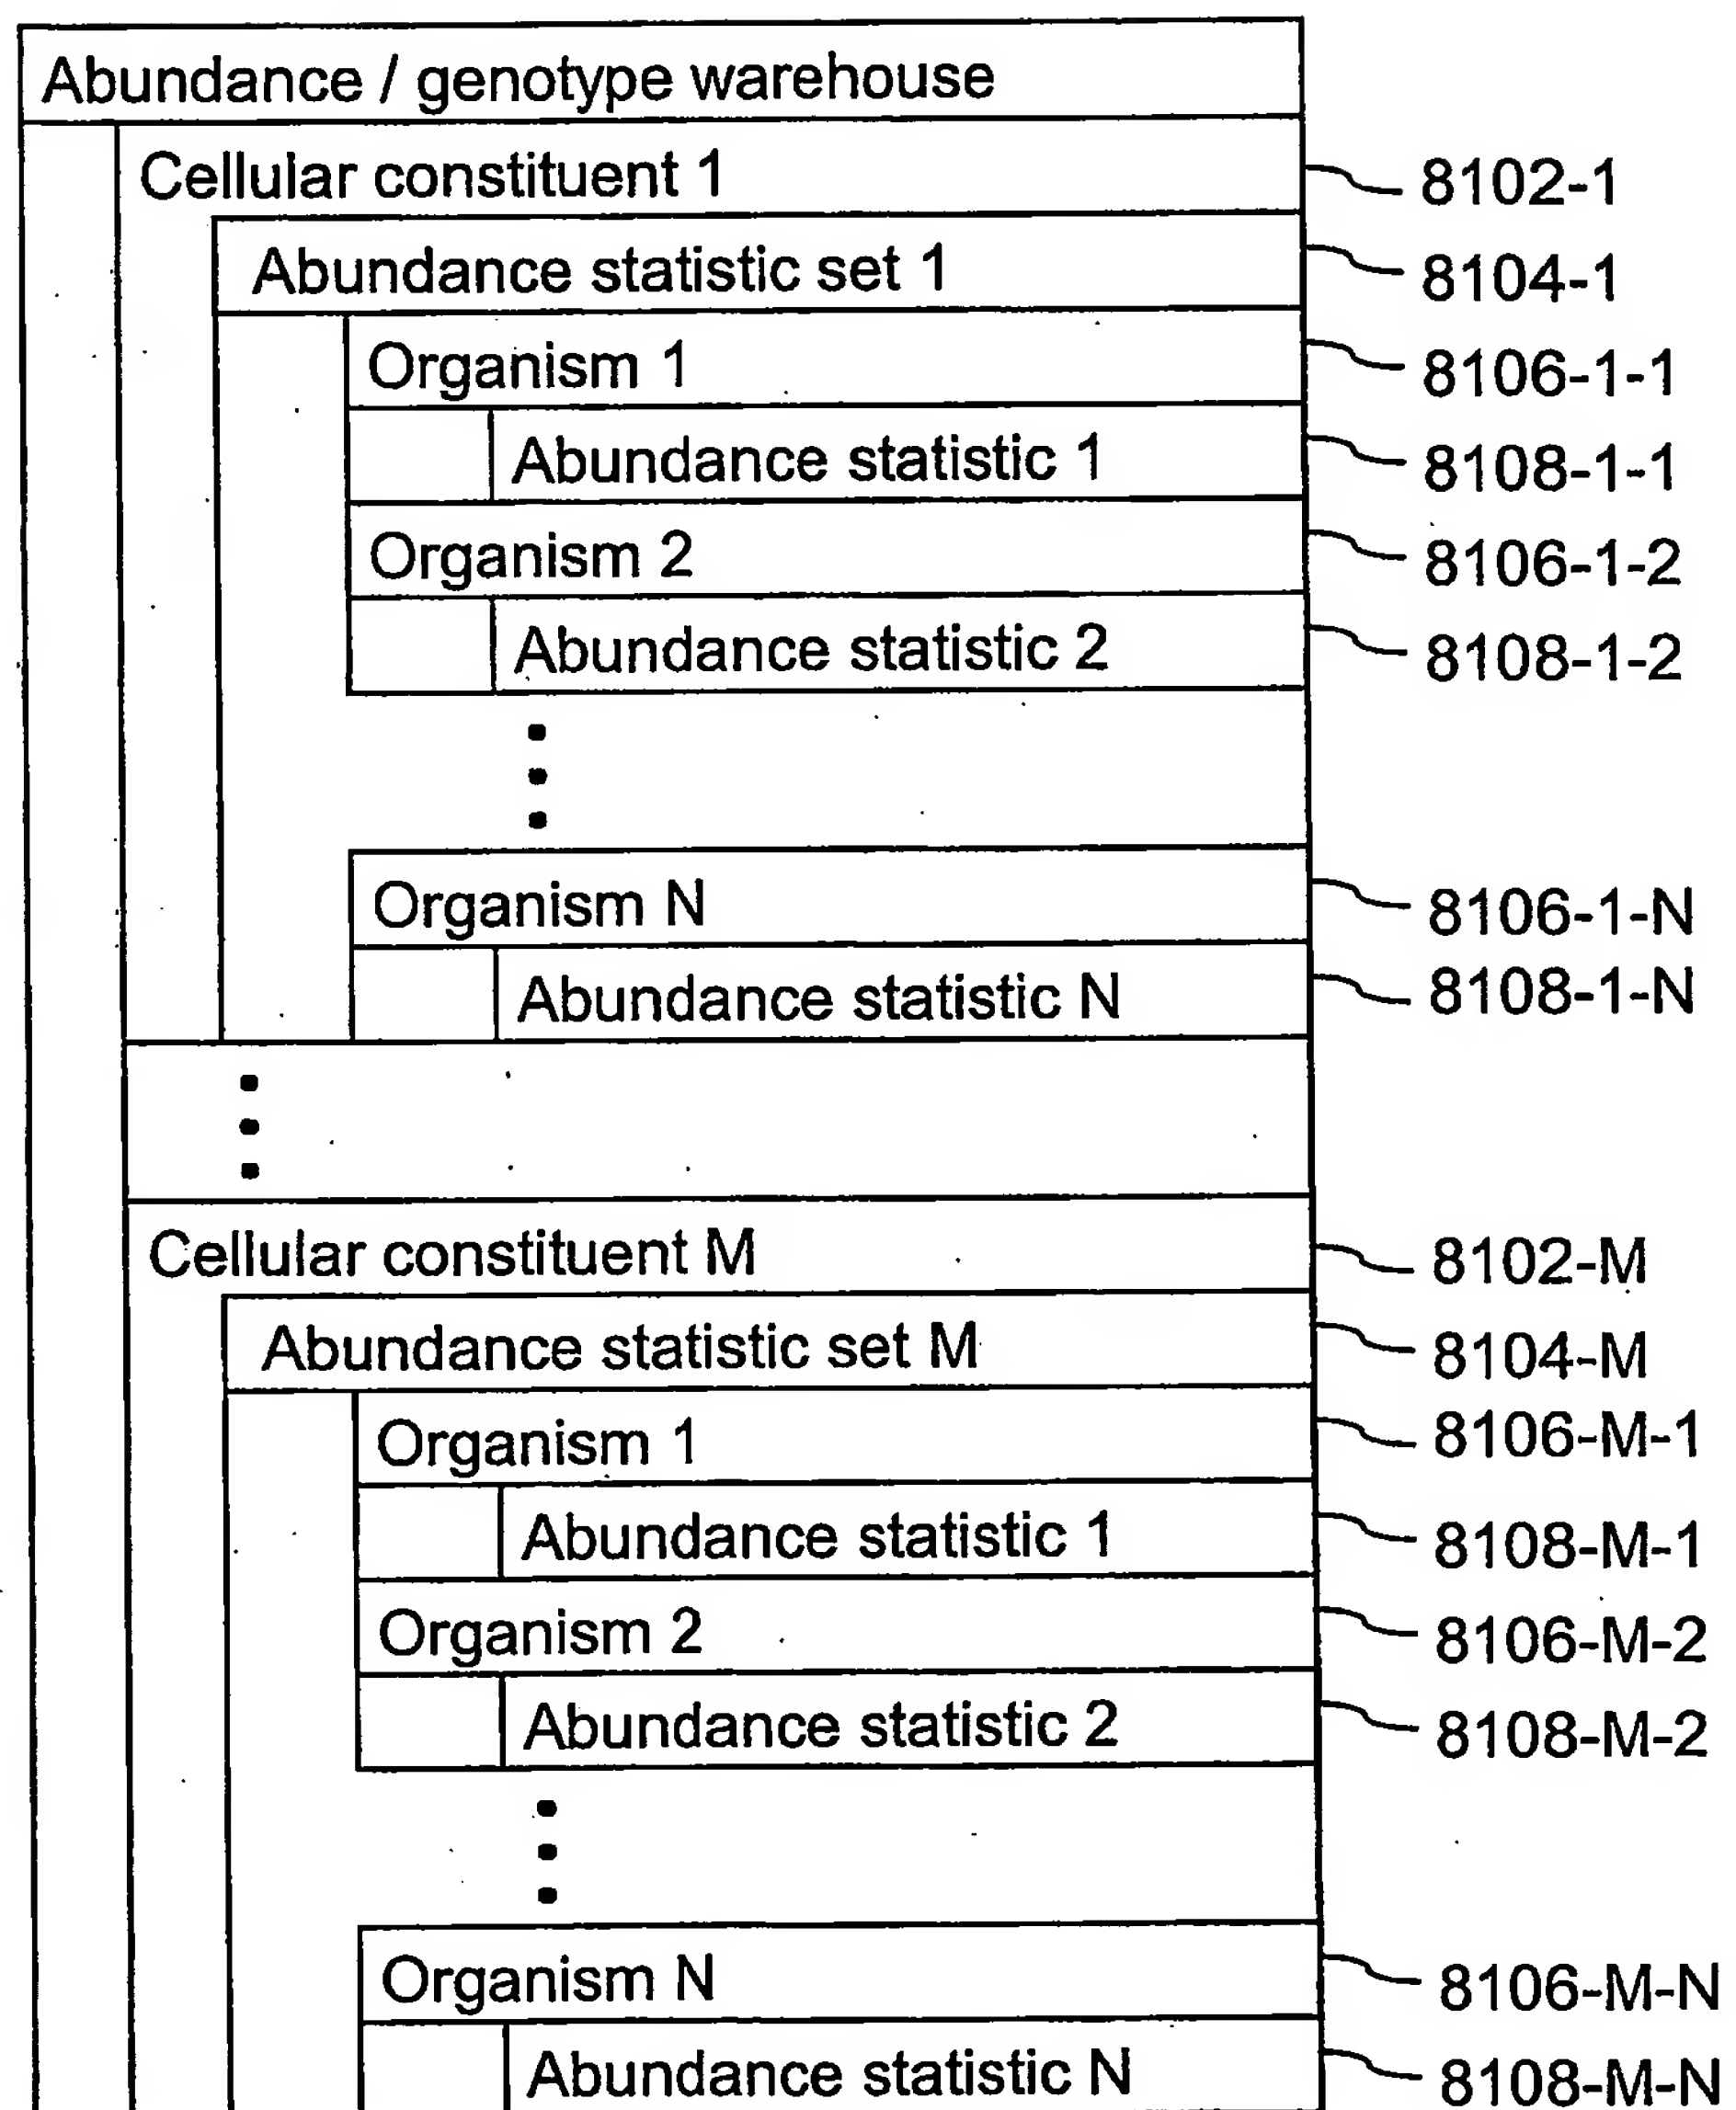 Abundance / genotype warehouse
Cellular constituent 1 8102-1
Abundance statistic set 1 8104-1
Organism 1 8106-1-1
Abundance statistic 1 8108-1-1
Organism 2 8106-1-2
Abundance statistic 2 8108-1-2
Organism N 8106-1-N
Abundance statistic N 8108-1-N
Cellular constituent M 8102-M
Abundance statistic set M 8104-M
Organism 1 8106-M-1
Abundance statistic 1 8108-M-1
Organism 2 8106-M-2
Abundance statistic 2 8108-M-2
Organism N 8106-M-N
Abundance statistic N 8108-M-N